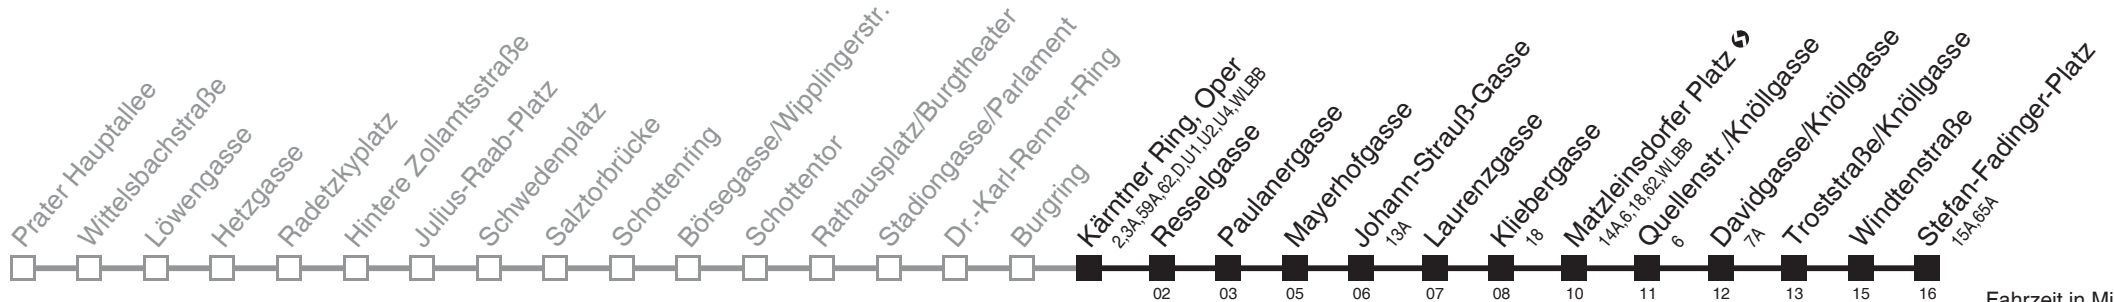 Prater Hauptallee
Wittelsbachstraße
Löwengasse
Hetzgasse
Radetzkyplatz
Hintere Zollamtsstraße
Julius-Raab-Platz
Schwedenplatz
Salztorbrücke
Schottenring
Börsegasse/Wipplingerstr.
Schottentor
Rathausplatz/Burgtheater
Stadiongasse/Parlament
Dr.-Karl-Renner-Ring
Burgring
Kärntner Ring, Oper
2,3A,59A,62,D,U1,U2,U4,WLBB
Resselgasse
Paulanergasse
Mayerhofgasse
Johann-Strauß-Gasse
13A
Laurenzgasse
Kliebergasse
18
Matzleinsdorfer Platz
14A,6,18,62,WLBB
Quellenstr./Knöllgasse
6
Davidgasse/Knöllgasse
7A
Troststraße/Knöllgasse
Windtenstraße
Stefan-Fadinger-Platz
15A,65A
02 03 05 06 07 08 10 11 12 13 15 16
Fahrzeit in Mi